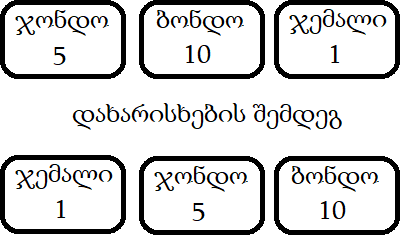 ჯონდო ბონდო ჯემალი
5 10 1
დახარისხების შემდეგ
ჯემალი ჯონდო ბონდო
1 5 10